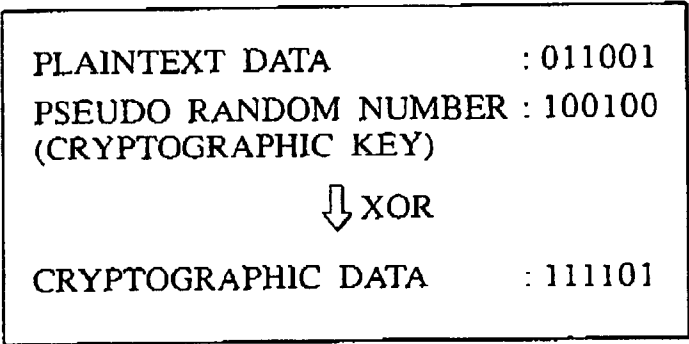 PLAINTEXT DATA : 011001
PSEUDO RANDOM NUMBER : 100100
(CRYPTOGRAPHIC KEY)
XOR
CRYPTOGRAPHIC DATA : 111101